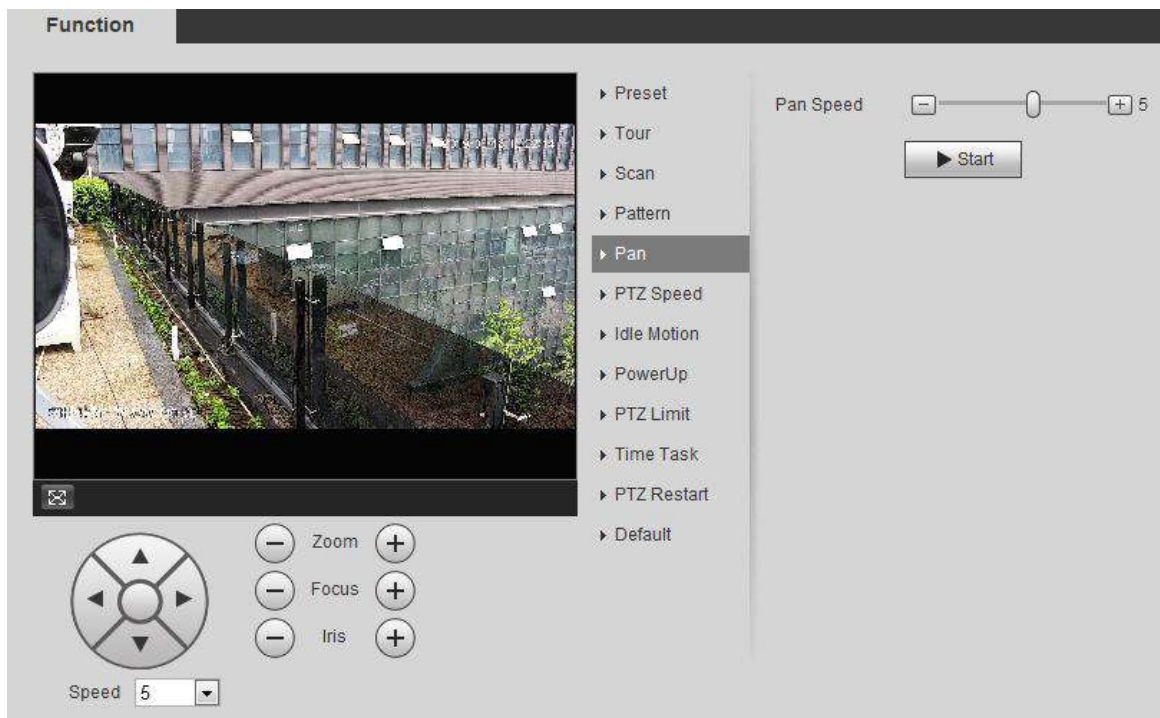 Function
Preset
Tour
Scan
Pattern
Pan
PTZ Speed
Idle Motion
PowerUp
PTZ Limit
Time Task
PTZ Restart
Default
Pan Speed 5
Start
Zoom
Focus
Iris
Speed 5